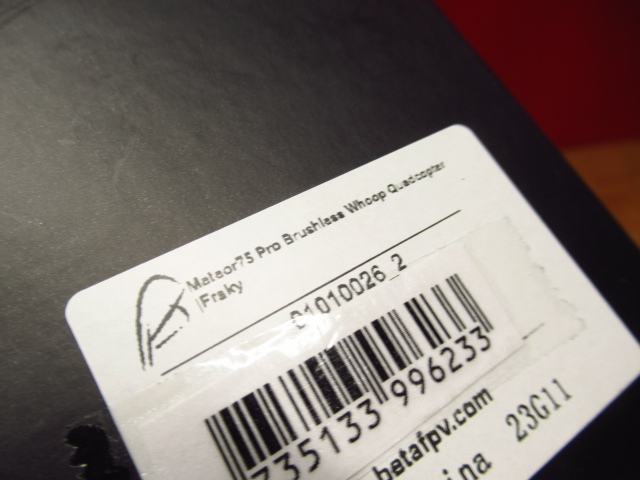 Meteor75 Pro Brushless Whoop Quadcopter
|Frsky
01010026_2
735133 996233
betafpv.com
23G11